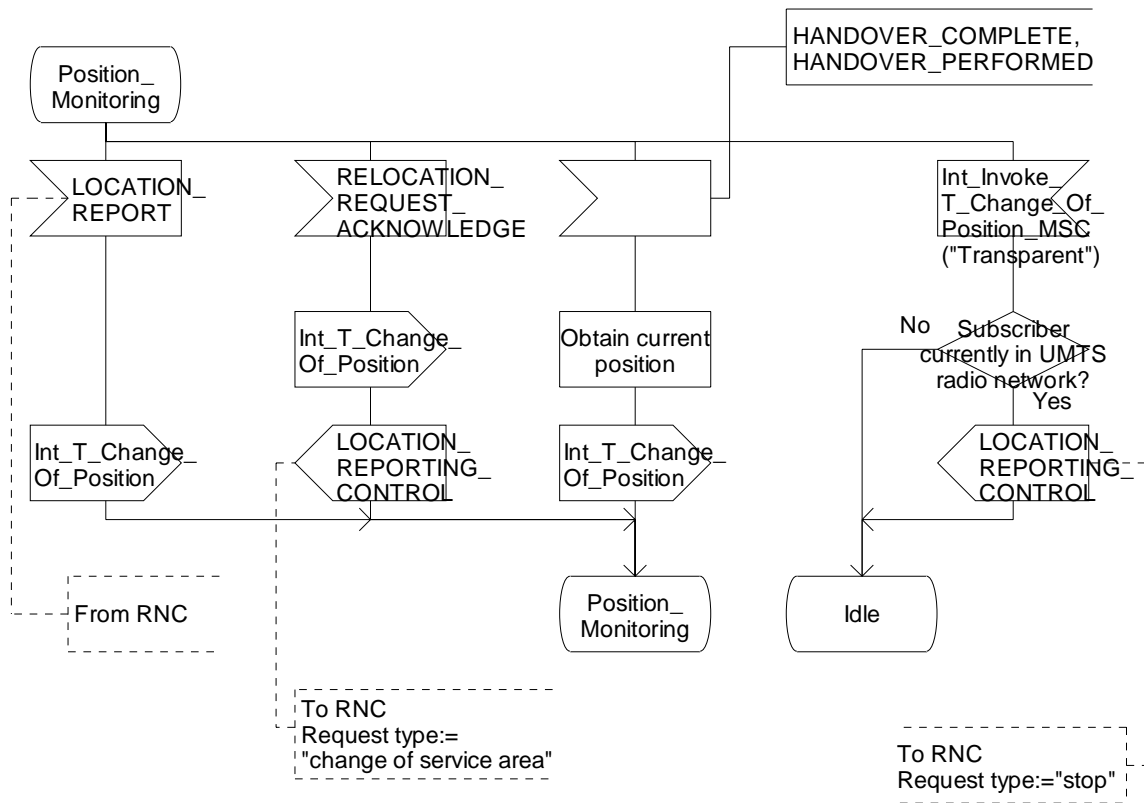 HANDOVER_COMPLETE,
HANDOVER_PERFORMED
Position_
Monitoring
LOCATION_
REPORT
RELOCATION_
REQUEST_
ACKNOWLEDGE
Int_Invoke_
T_Change_Of_
Position_MSC
("Transparent")
Int_T_Change_
Of_Position
Obtain current
position
No
Subscriber
currently in UMTS
radio network?
Yes
Int_T_Change_
Of_Position
LOCATION_
REPORTING_
CONTROL
Int_T_Change_
Of_Position
LOCATION_
REPORTING_
CONTROL
From RNC
Position_
Monitoring
Idle
To RNC
Request type:=
"change of service area"
To RNC
Request type:="stop"